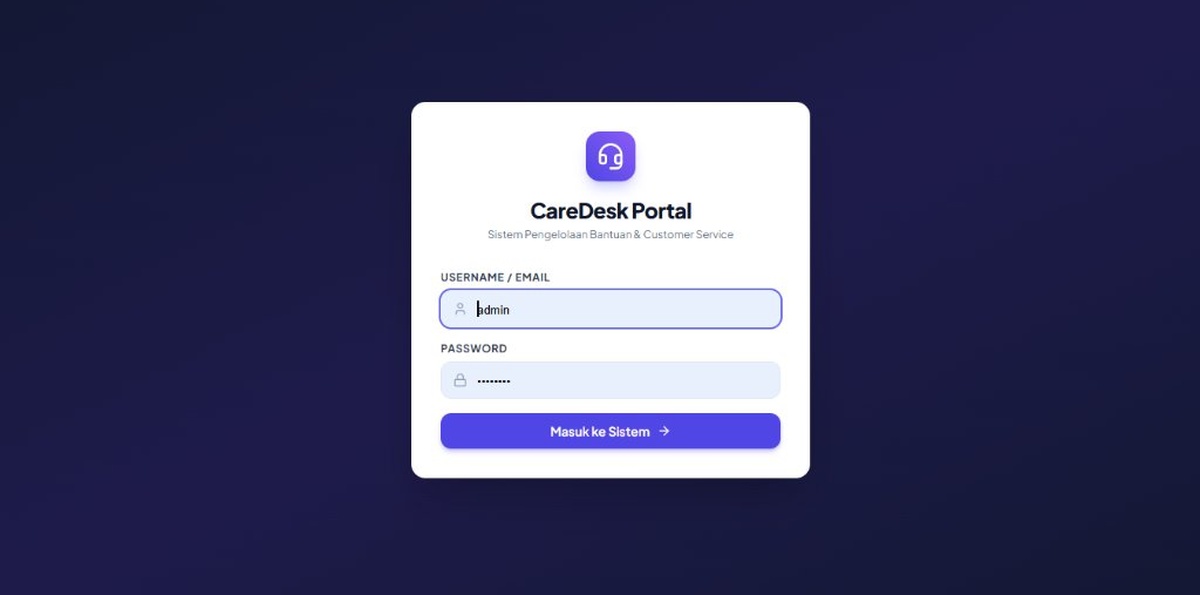 CareDesk Portal
Sistem Pengelolaan Bantuan & Customer Service
USERNAME / EMAIL
admin
PASSWORD
••••••••
Masuk ke Sistem →